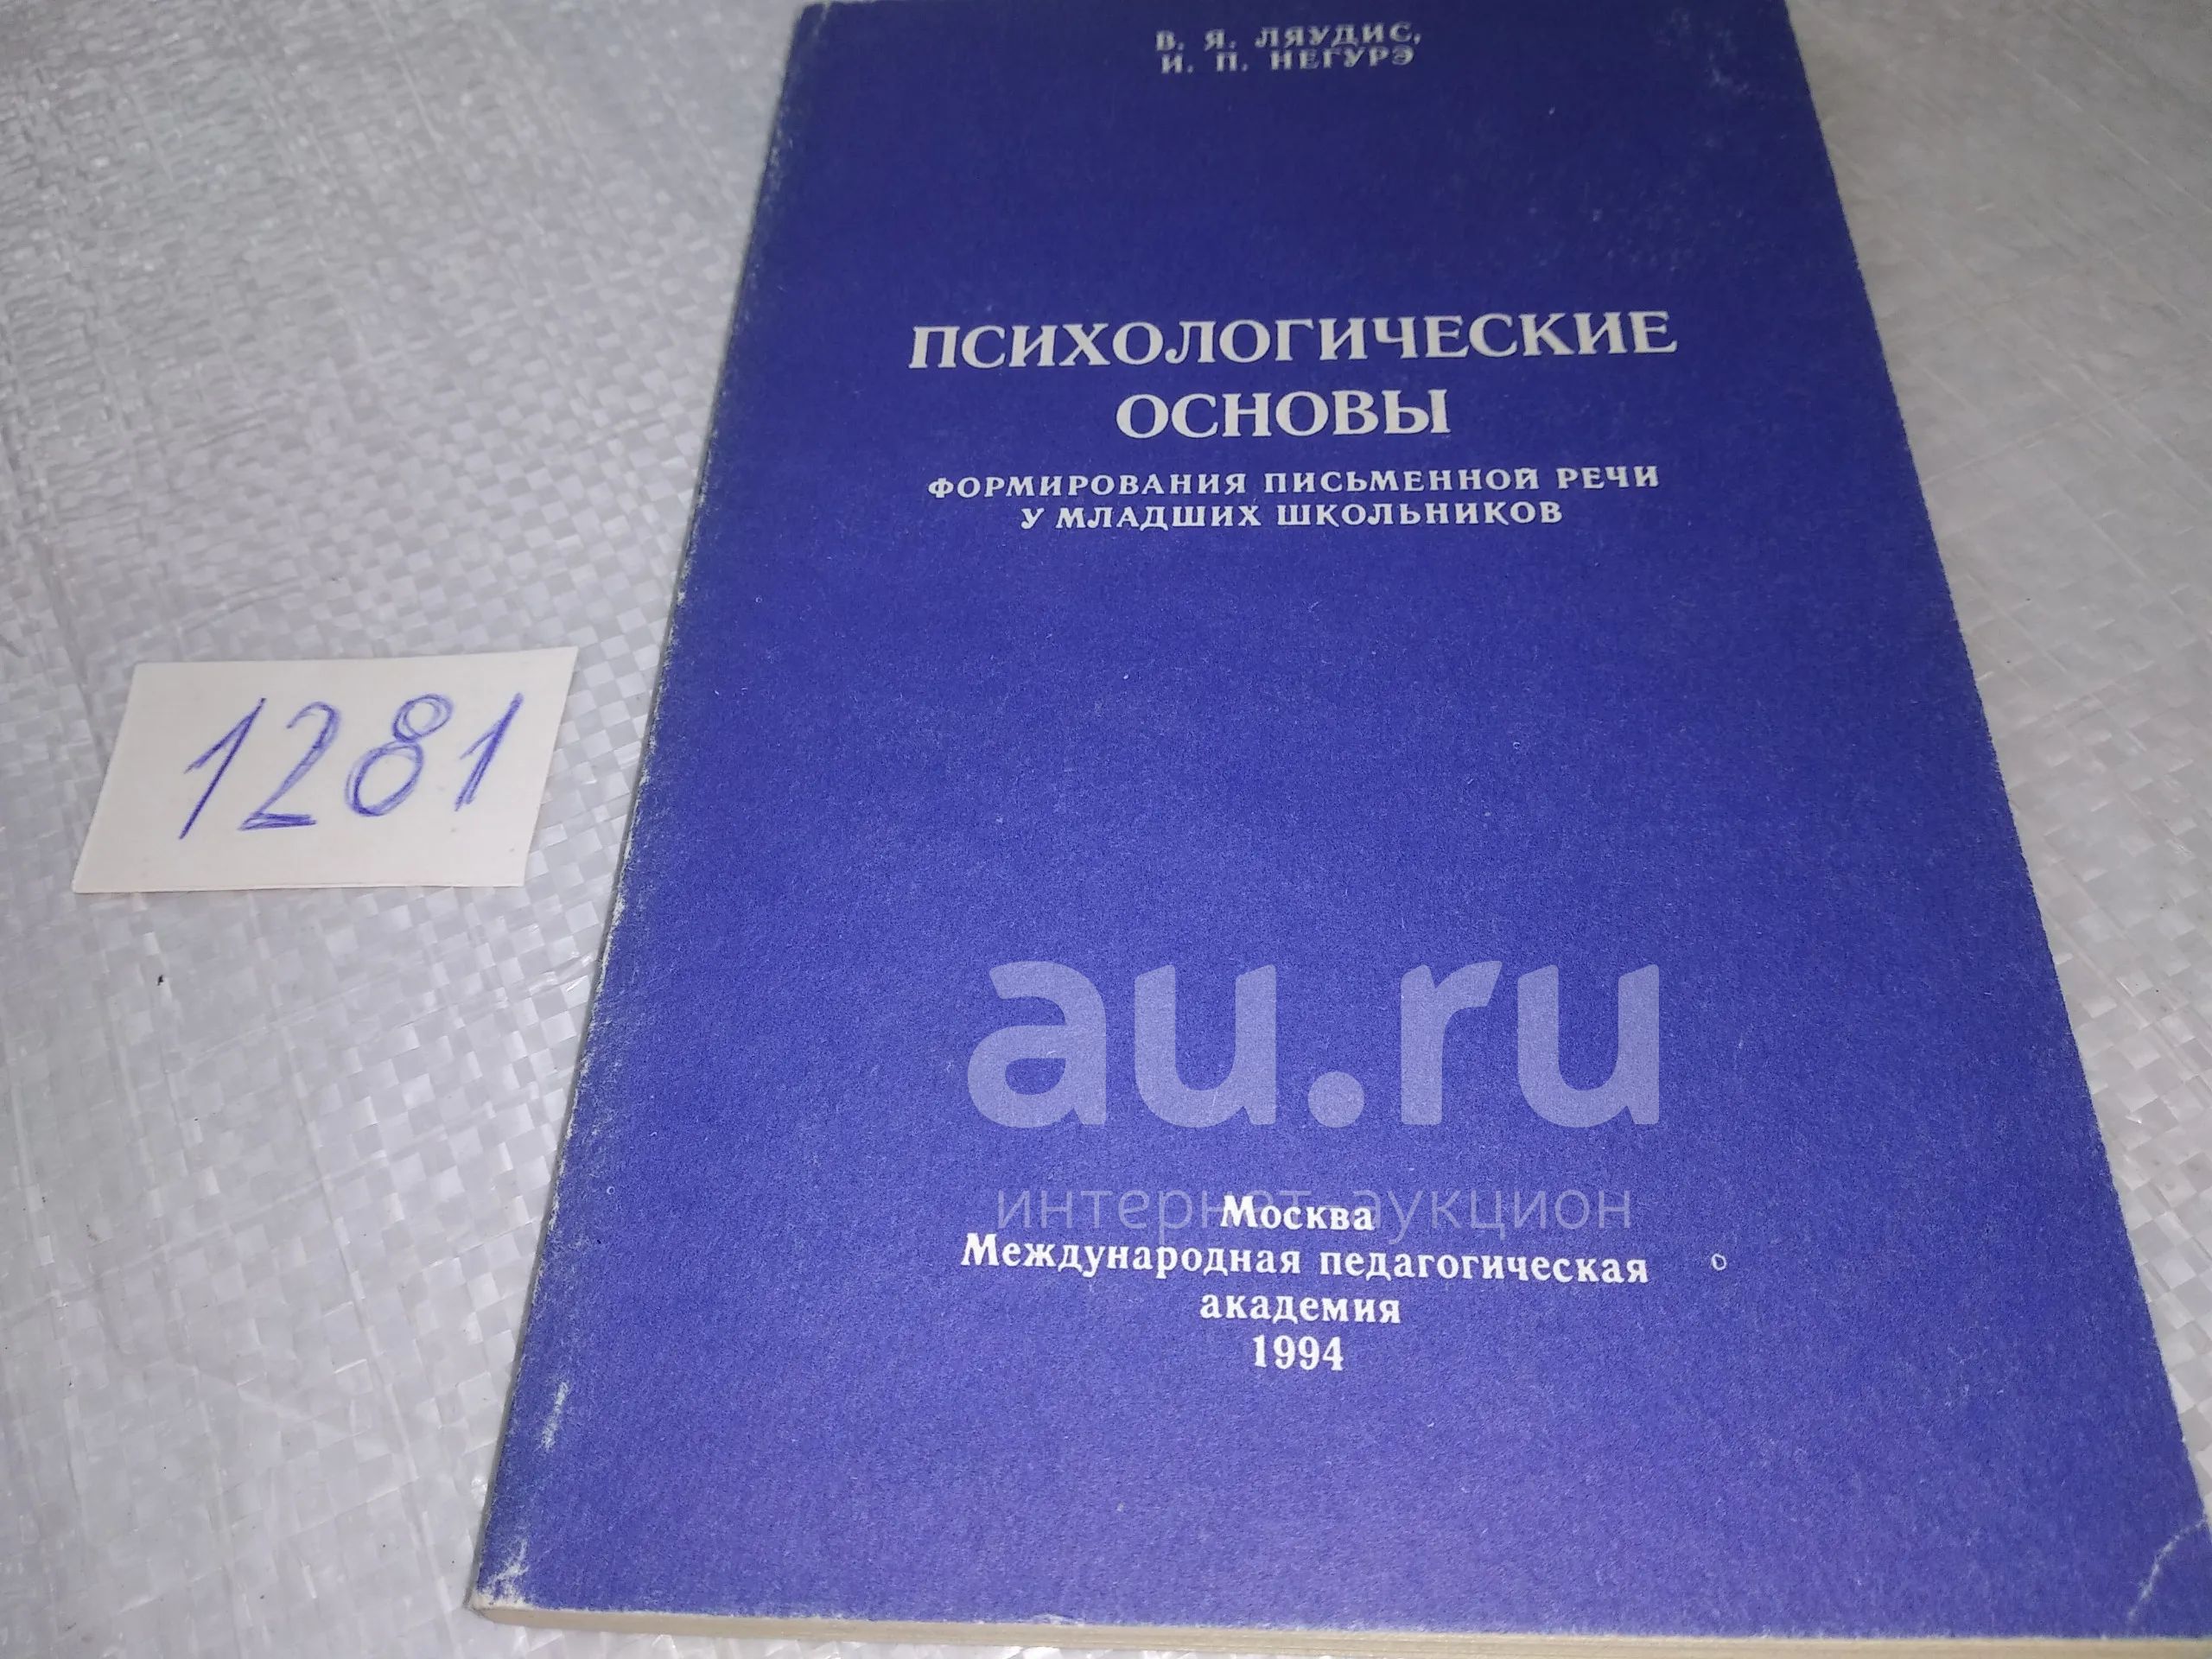 В. Я. ЛЯУДИС,
И. П. НЕГУРЭ
ПСИХОЛОГИЧЕСКИЕ
ОСНОВЫ
ФОРМИРОВАНИЯ ПИСЬМЕННОЙ РЕЧИ
У МЛАДШИХ ШКОЛЬНИКОВ
1281
au.ru
интернет-аукцион
Москва
Международная педагогическая
академия
1994